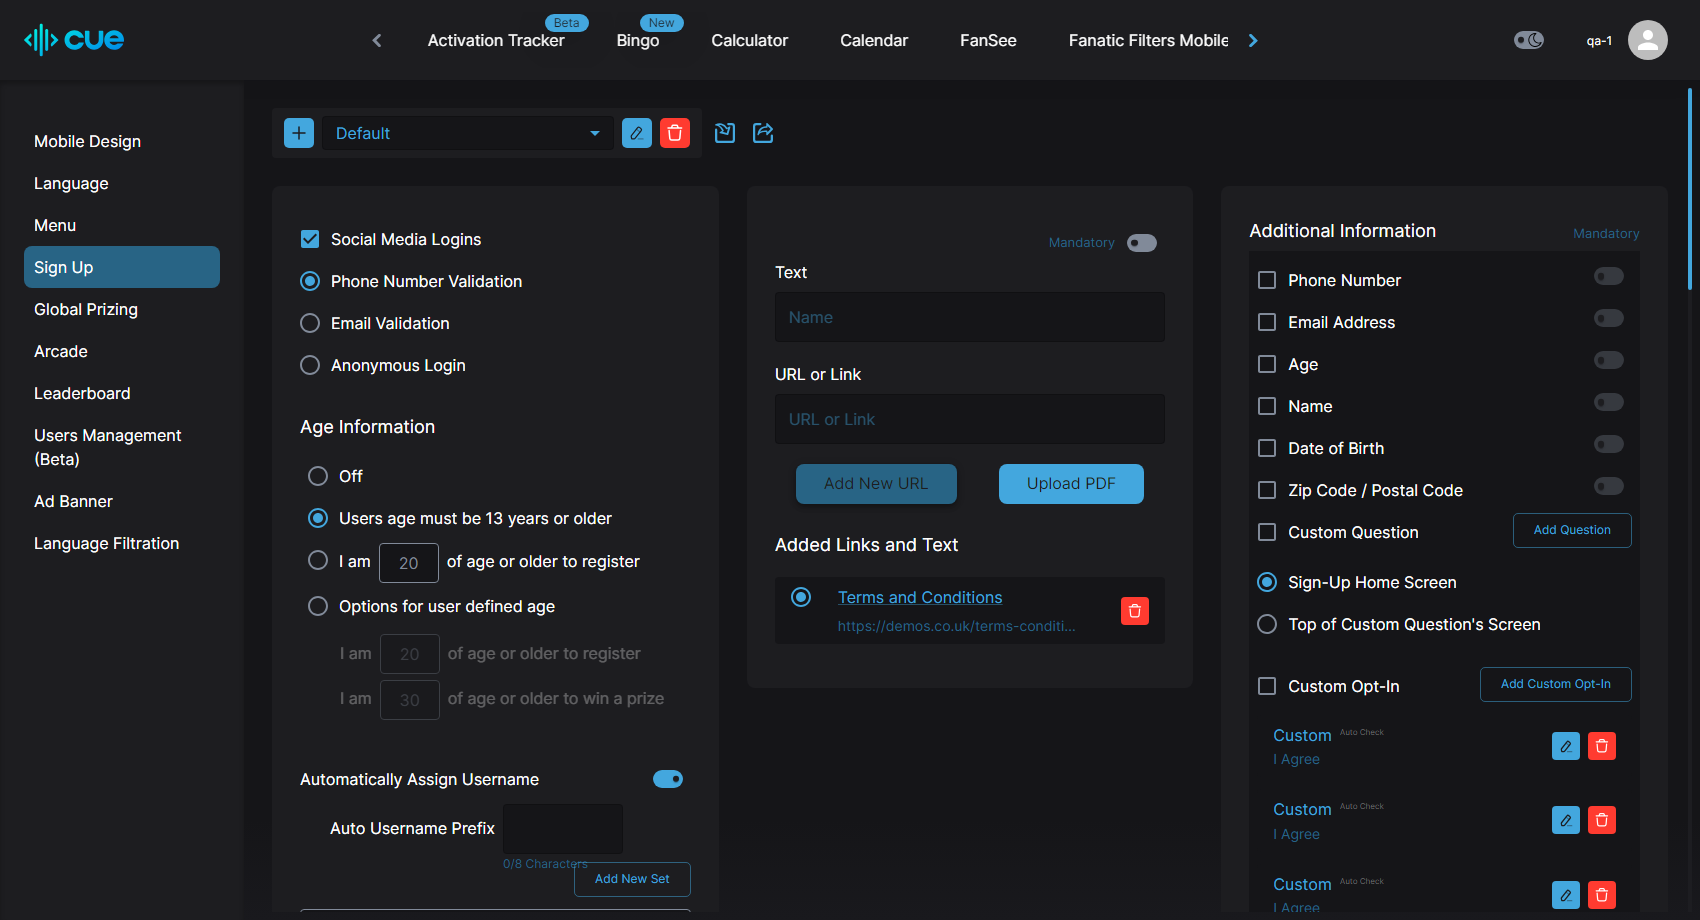 cue
Activation Tracker
Beta
Bingo
New
Calculator
Calendar
FanSee
Fanatic Filters Mobile
qa-1
Mobile Design
Language
Menu
Sign Up
Global Prizing
Arcade
Leaderboard
Users Management
(Beta)
Ad Banner
Language Filtration
Default
Social Media Logins
Phone Number Validation
Email Validation
Anonymous Login
Age Information
Off
Users age must be 13 years or older
I am 20 of age or older to register
Options for user defined age
I am 20 of age or older to register
I am 30 of age or older to win a prize
Automatically Assign Username
Auto Username Prefix
0/8 Characters
Add New Set
Mandatory
Text
Name
URL or Link
URL or Link
Add New URL
Upload PDF
Added Links and Text
Terms and Conditions
https://demos.co.uk/terms-conditi...
Additional Information
Mandatory
Phone Number
Email Address
Age
Name
Date of Birth
Zip Code / Postal Code
Custom Question
Add Question
Sign-Up Home Screen
Top of Custom Question's Screen
Custom Opt-In
Add Custom Opt-In
Custom Auto Check
I Agree
Custom Auto Check
I Agree
Custom Auto Check
I Agree